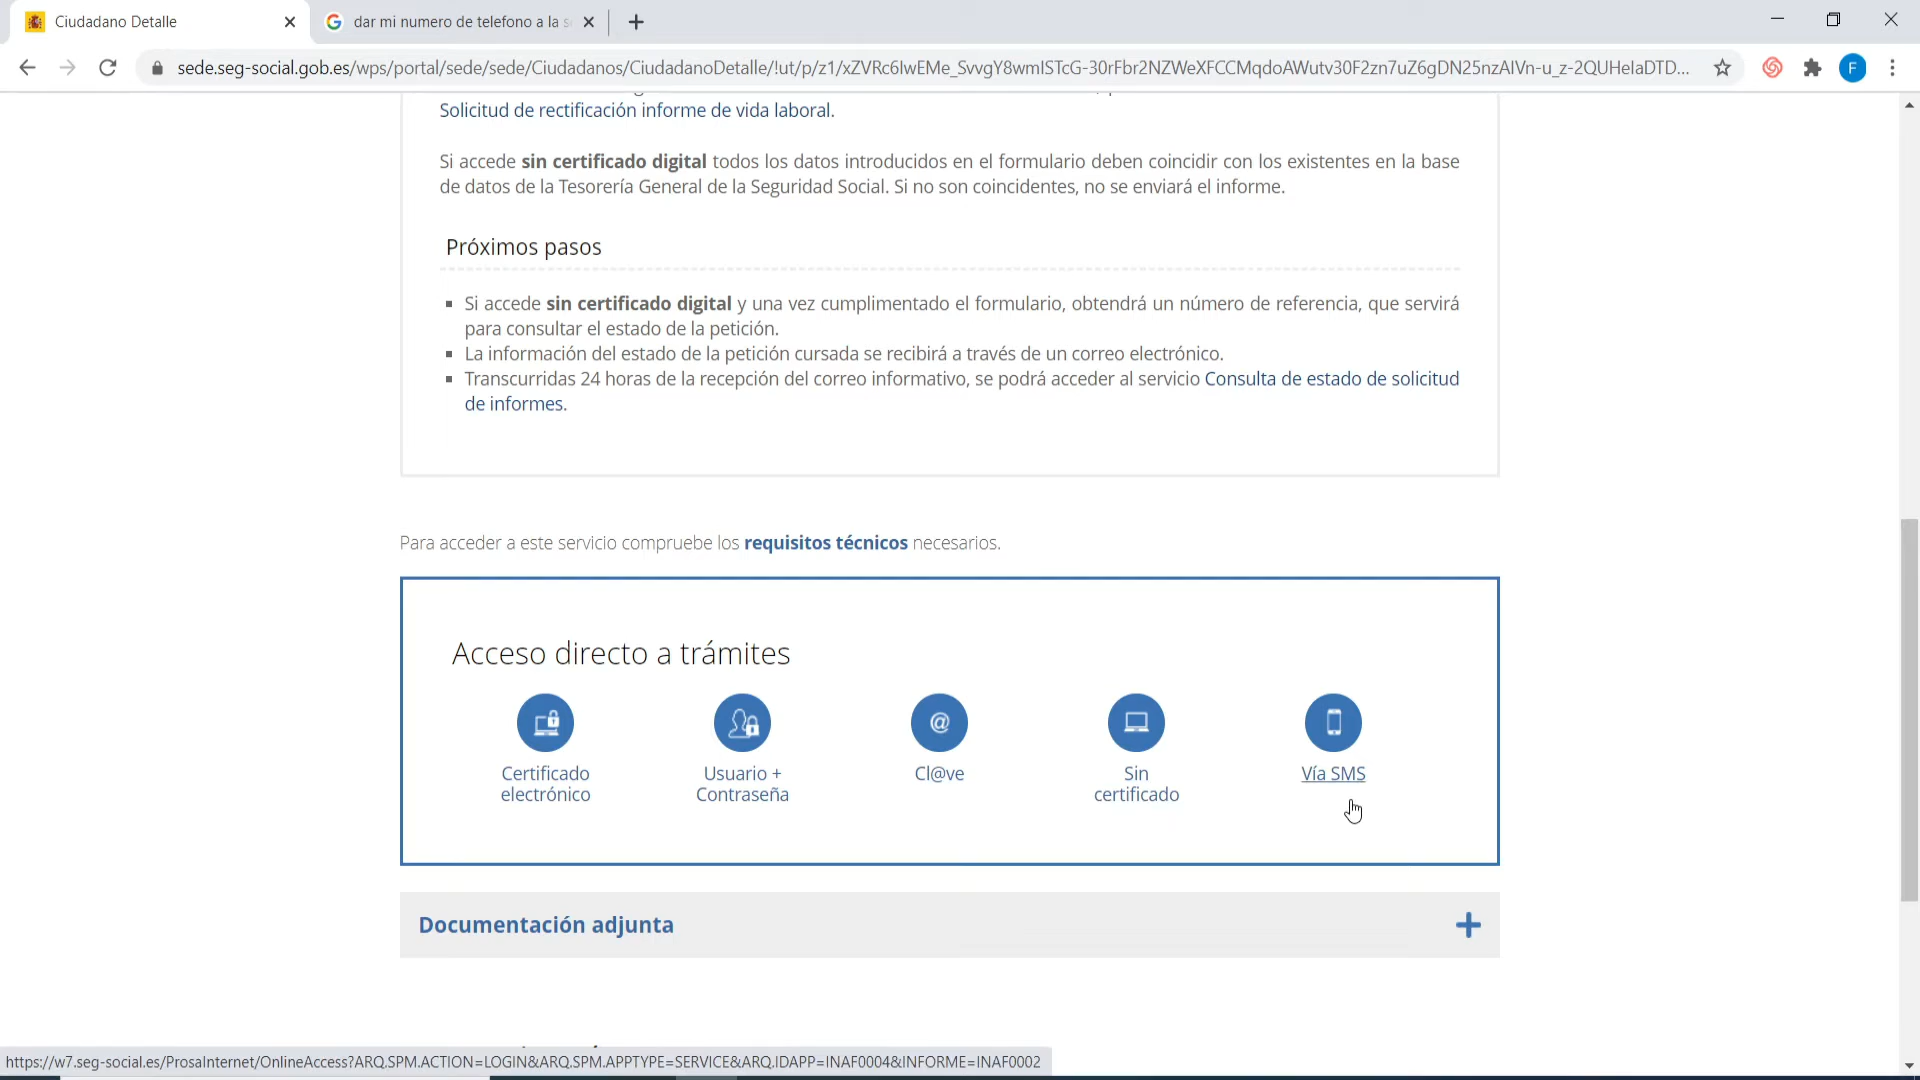 Ciudadano Detalle
dar mi numero de telefono a la s
sede.seg-social.gob.es/wps/portal/sede/sede/Ciudadanos/CiudadanoDetalle/!ut/p/z1/xZVRc6IwEMe_SvvgY8wmISTcG-30rFbr2NZWeXFCCMqdoAWutv30F2zn7uZ6gDN25nzAIVn-u_z-2QUHeIaDTD...
F
Solicitud de rectificación informe de vida laboral.
Si accede sin certificado digital todos los datos introducidos en el formulario deben coincidir con los existentes en la base
de datos de la Tesorería General de la Seguridad Social. Si no son coincidentes, no se enviará el informe.
Próximos pasos
Si accede sin certificado digital y una vez cumplimentado el formulario, obtendrá un número de referencia, que servirá
para consultar el estado de la petición.
La información del estado de la petición cursada se recibirá a través de un correo electrónico.
Transcurridas 24 horas de la recepción del correo informativo, se podrá acceder al servicio Consulta de estado de solicitud
de informes.
Para acceder a este servicio compruebe los requisitos técnicos necesarios.
Acceso directo a trámites
Certificado
electrónico
Usuario +
Contraseña
Cl@ve
Sin
certificado
Vía SMS
Documentación adjunta
https://w7.seg-social.es/ProsaInternet/OnlineAccess?ARQ.SPM.ACTION=LOGIN&ARQ.SPM.APPTYPE=SERVICE&ARQ.IDAPP=INAF0004&INFORME=INAF0002